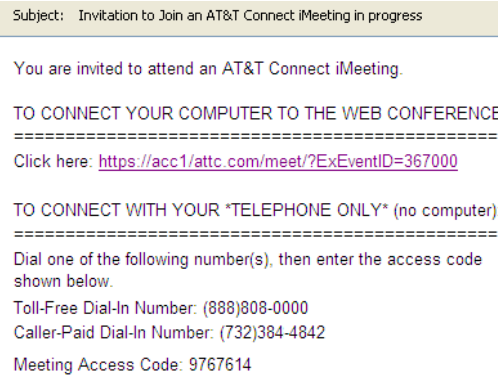 Subject: Invitation to Join an AT&T Connect iMeeting in progress
You are invited to attend an AT&T Connect iMeeting.
TO CONNECT YOUR COMPUTER TO THE WEB CONFERENCE
================================================
Click here: https://acc1/attc.com/meet/?ExEventID=367000
TO CONNECT WITH YOUR *TELEPHONE ONLY* (no computer)
================================================
Dial one of the following number(s), then enter the access code
shown below.
Toll-Free Dial-In Number: (888)808-0000
Caller-Paid Dial-In Number: (732)384-4842
Meeting Access Code: 9767614